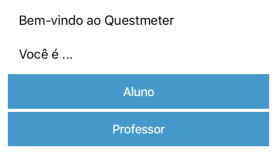 Bem-vindo ao Questmeter
Você é ...
Aluno
Professor